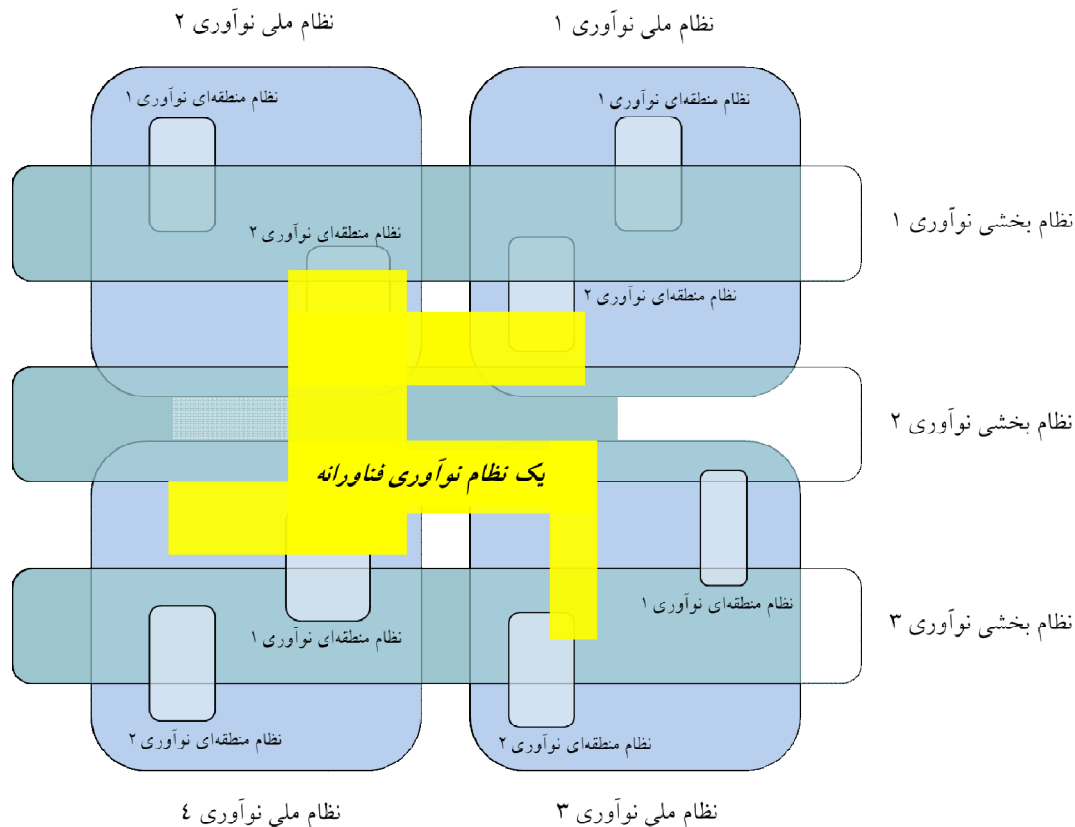 نظام ملی نوآوری ۱
نظام ملی نوآوری ۲
نظام منطقه‌ای نوآوری ۱
نظام منطقه‌ای نوآوری ۱
نظام بخشی نوآوری ۱
نظام منطقه‌ای نوآوری ۲
نظام منطقه‌ای نوآوری ۲
نظام بخشی نوآوری ۲
یک نظام نوآوری فناورانه
نظام منطقه‌ای نوآوری ۱
نظام بخشی نوآوری ۳
نظام منطقه‌ای نوآوری ۱
نظام منطقه‌ای نوآوری ۲
نظام منطقه‌ای نوآوری ۲
نظام ملی نوآوری ۳
نظام ملی نوآوری ٤